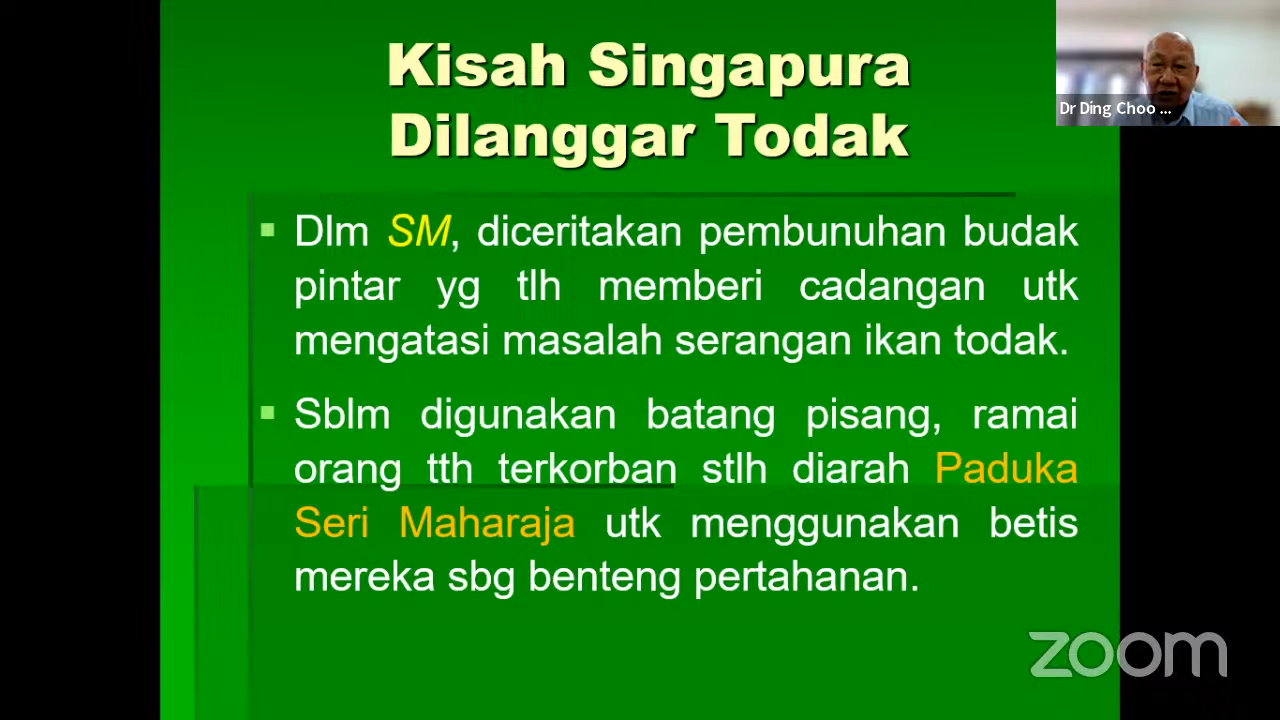 Kisah Singapura
Dilanggar Todak
Dr Ding Choo ...
Dlm SM, diceritakan pembunuhan budak
pintar yg tlh memberi cadangan utk
mengatasi masalah serangan ikan todak.
Sblm digunakan batang pisang, ramai
orang tth terkorban stlh diarah Paduka
Seri Maharaja utk menggunakan betis
mereka sbg benteng pertahanan.
zoom